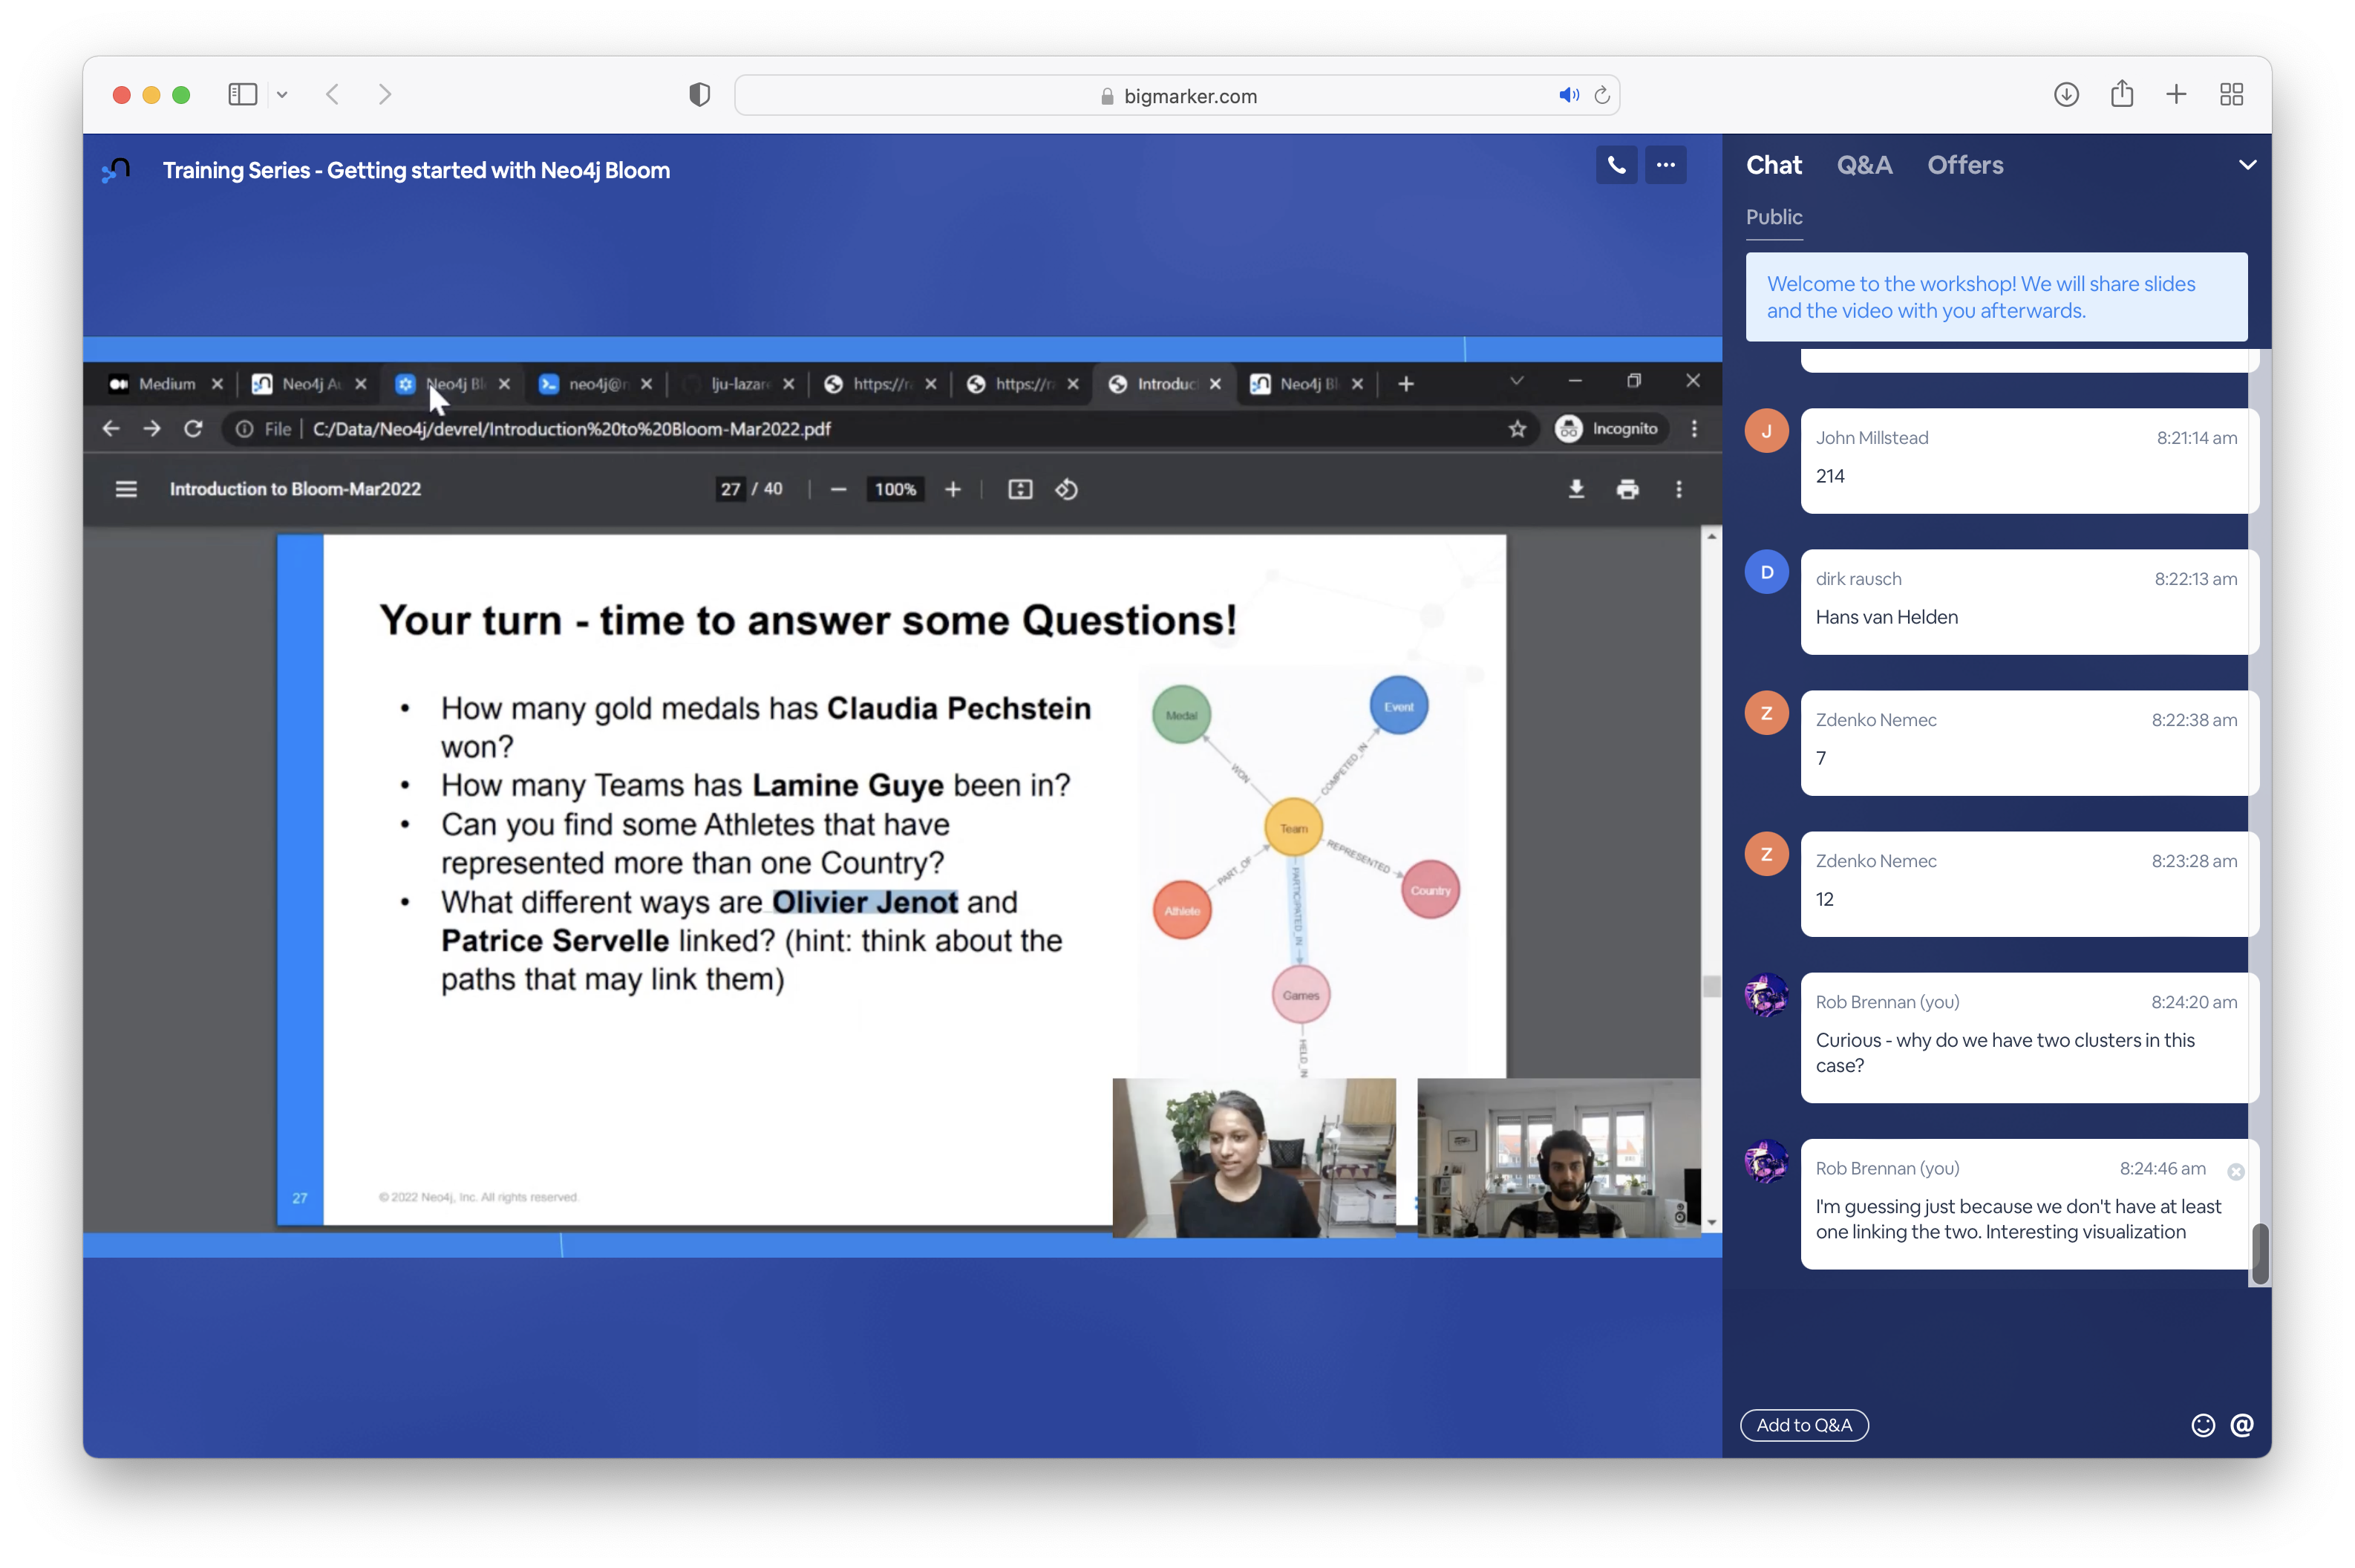 bigmarker.com
Training Series - Getting started with Neo4j Bloom
Medium
Neo4j Au
Neo4j Bl
neo4j@n
lju-lazar
https://ra
https://ra
Introduc
Neo4j Bl
File
C:/Data/Neo4j/devrel/Introduction%20to%20Bloom-Mar2022.pdf
Incognito
Introduction to Bloom-Mar2022
27 / 40
100%
Your turn - time to answer some Questions!
• How many gold medals has Claudia Pechstein
won?
• How many Teams has Lamine Guye been in?
• Can you find some Athletes that have
represented more than one Country?
• What different ways are Olivier Jenot and
Patrice Servelle linked? (hint: think about the
paths that may link them)
Medal
Event
WON
COMPETED_IN
Team
PART_OF
REPRESENTED
PARTICIPATED_IN
Athlete
Country
Games
HELD_IN
27
© 2022 Neo4j, Inc. All rights reserved.
Chat
Q&A
Offers
Public
Welcome to the workshop! We will share slides
and the video with you afterwards.
J
John Millstead
8:21:14 am
214
D
dirk rausch
8:22:13 am
Hans van Helden
Z
Zdenko Nemec
8:22:38 am
7
Z
Zdenko Nemec
8:23:28 am
12
Rob Brennan (you)
8:24:20 am
Curious - why do we have two clusters in this
case?
Rob Brennan (you)
8:24:46 am
I'm guessing just because we don't have at least
one linking the two. Interesting visualization
Add to Q&A
@